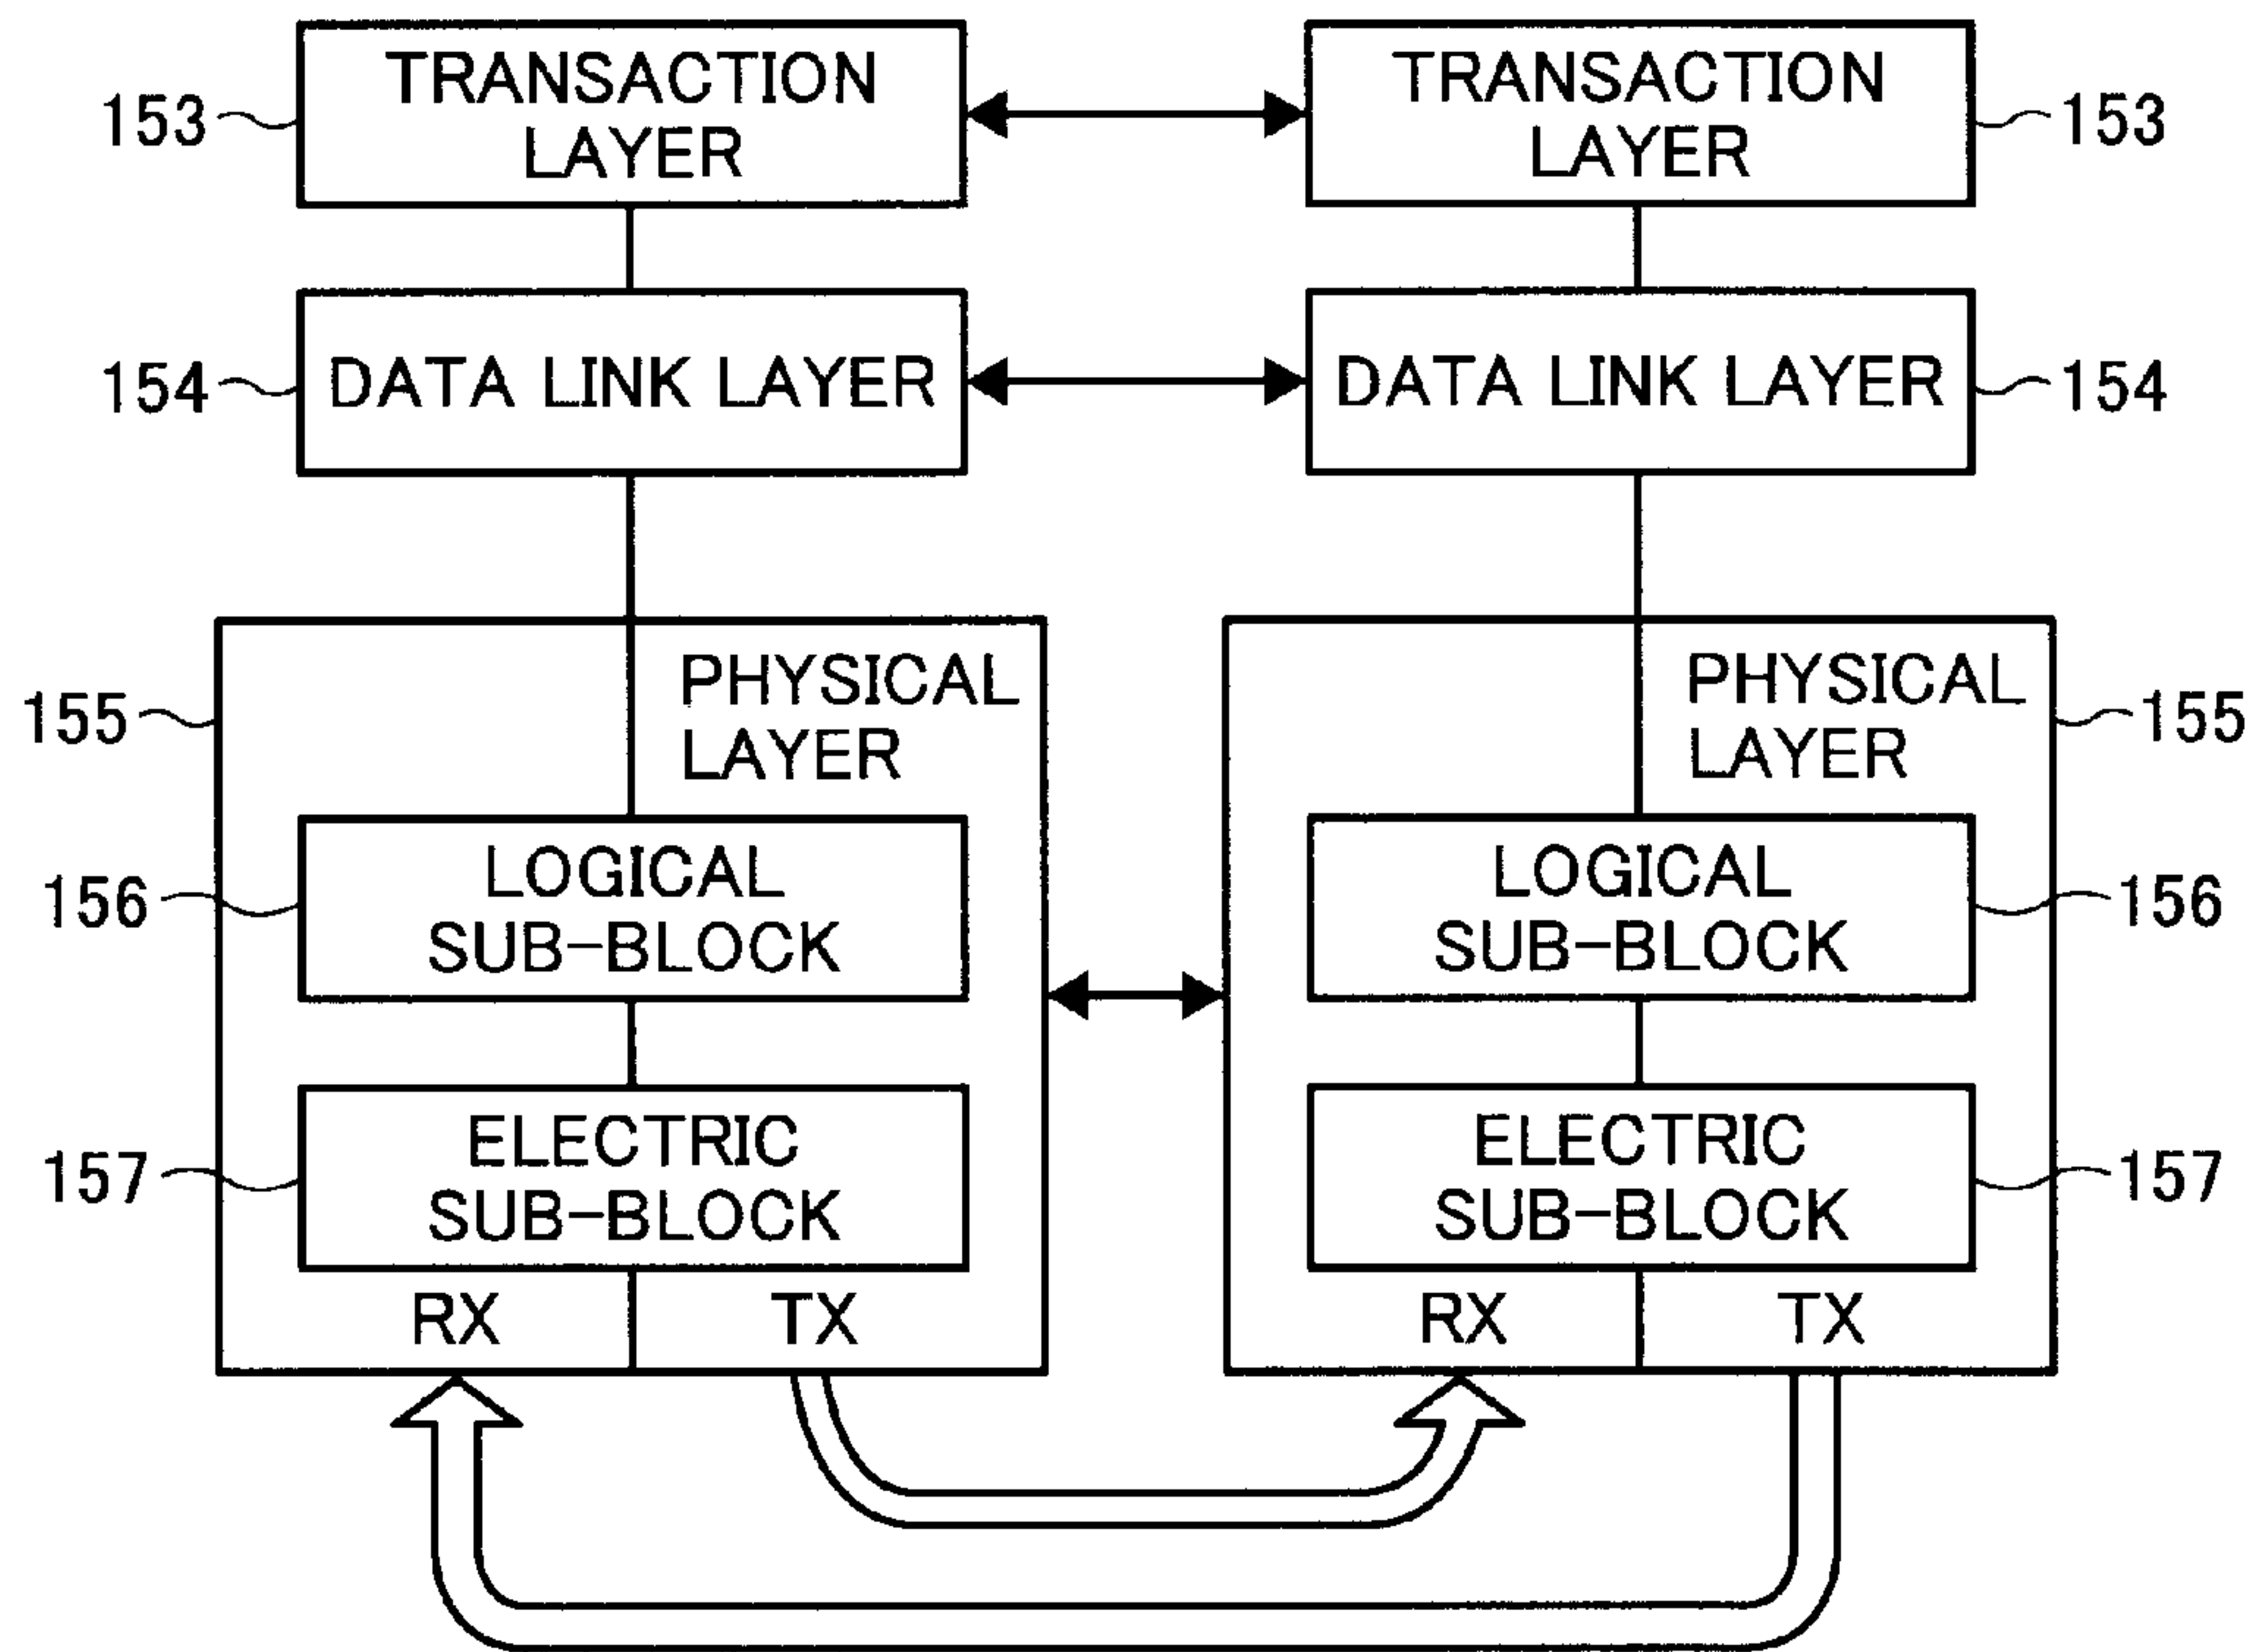 TRANSACTION
LAYER
153
TRANSACTION
LAYER
153
154
DATA LINK LAYER
DATA LINK LAYER
154
155
PHYSICAL
LAYER
PHYSICAL
LAYER
155
156
LOGICAL
SUB-BLOCK
LOGICAL
SUB-BLOCK
156
157
ELECTRIC
SUB-BLOCK
ELECTRIC
SUB-BLOCK
157
RX
TX
RX
TX